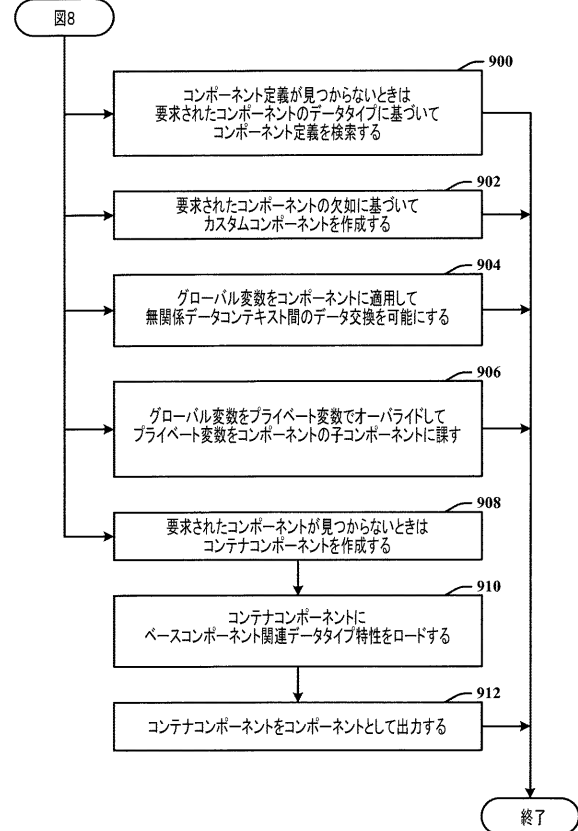 図8
900
コンポーネント定義が見つからないときは
要求されたコンポーネントのデータタイプに基づいて
コンポーネント定義を検索する
902
要求されたコンポーネントの欠如に基づいて
カスタムコンポーネントを作成する
904
グローバル変数をコンポーネントに適用して
無関係データコンテキスト間のデータ交換を可能にする
906
グローバル変数をプライベート変数でオーバライドして
プライベート変数をコンポーネントの子コンポーネントに課す
908
要求されたコンポーネントが見つからないときは
コンテナコンポーネントを作成する
910
コンテナコンポーネントに
ベースコンポーネント関連データタイプ特性をロードする
912
コンテナコンポーネントをコンポーネントとして出力する
終了